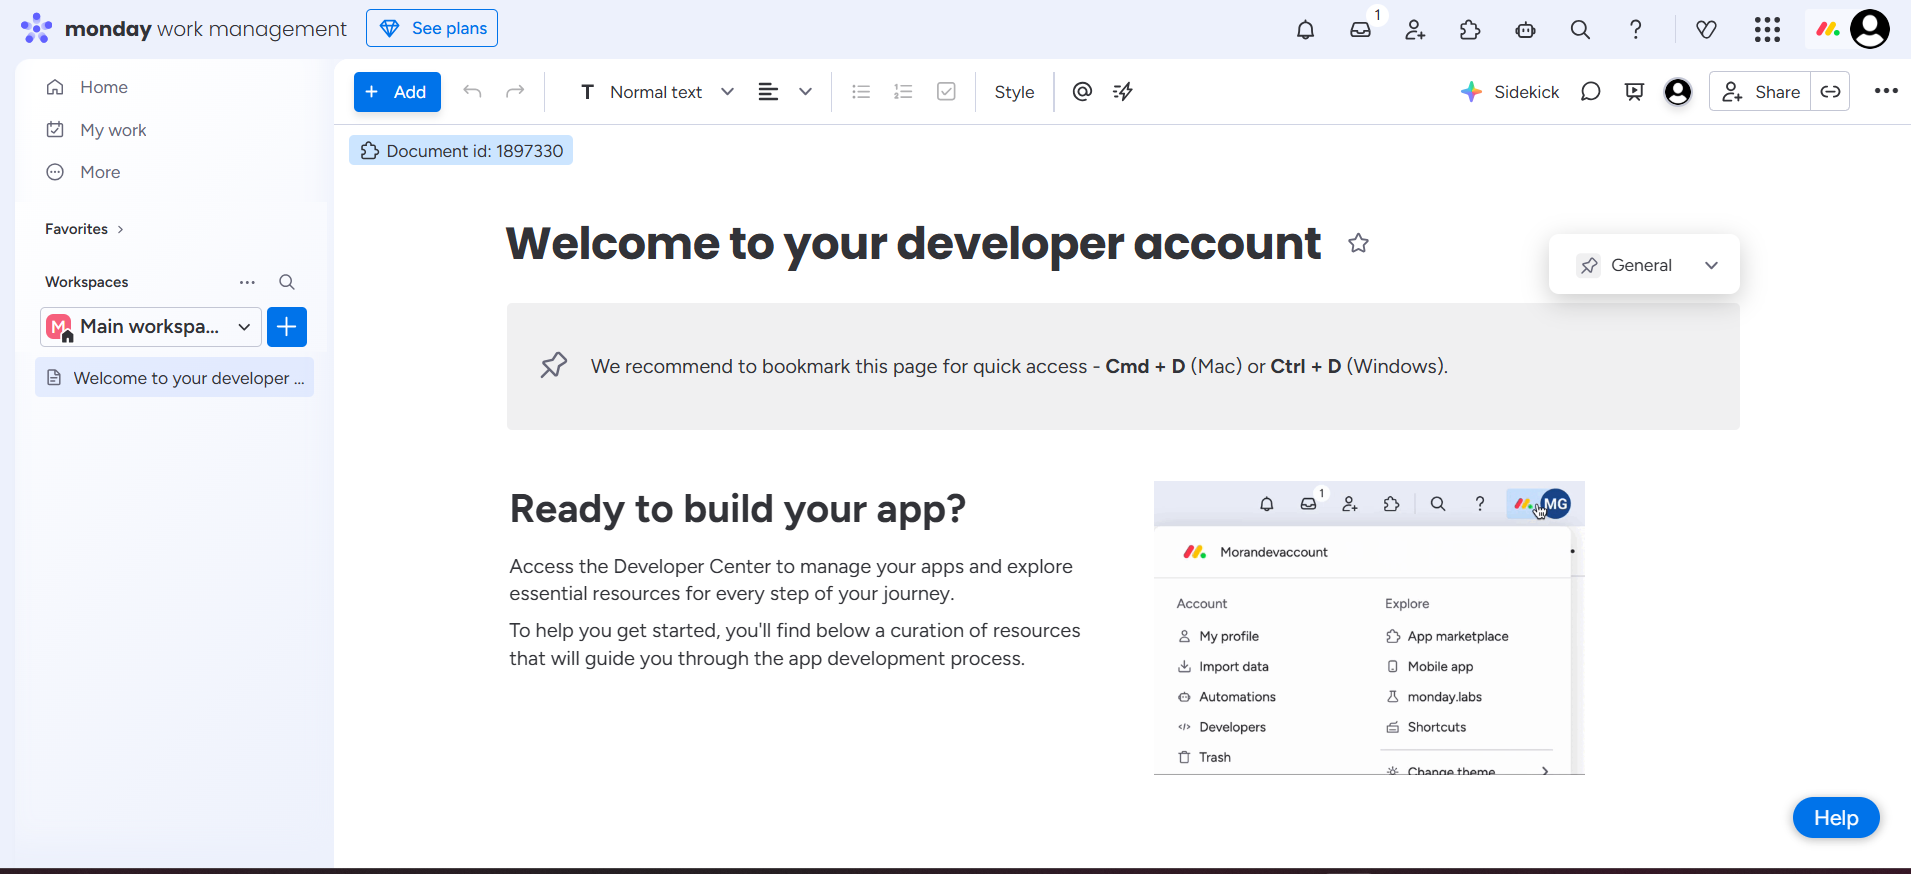 monday work management
See plans
1
Home
My work
More
Favorites
Workspaces
M
Main workspa...
Welcome to your developer ...
Add
Normal text
Style
Sidekick
Share
Document id: 1897330
Welcome to your developer account
General
We recommend to bookmark this page for quick access - Cmd + D (Mac) or Ctrl + D (Windows).
Ready to build your app?
Access the Developer Center to manage your apps and explore
essential resources for every step of your journey.
To help you get started, you'll find below a curation of resources
that will guide you through the app development process.
1
MG
Morandevaccount
Account
Explore
My profile
App marketplace
Import data
Mobile app
Automations
monday.labs
Developers
Shortcuts
Trash
Change theme
Help